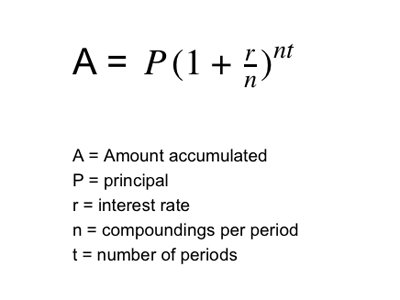 A = P(1 + r/n)^nt
A = Amount accumulated
P = principal
r = interest rate
n = compoundings per period
t = number of periods